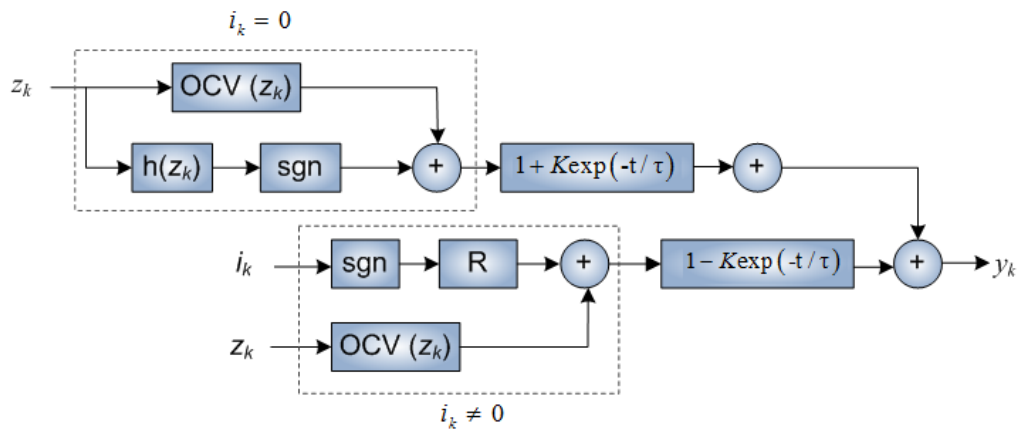 i_k = 0
z_k
OCV (z_k)
h(z_k)
sgn
+
1 + K exp(-t / τ)
+
i_k
sgn
R
+
1 − K exp(-t / τ)
+
y_k
z_k
OCV (z_k)
i_k ≠ 0